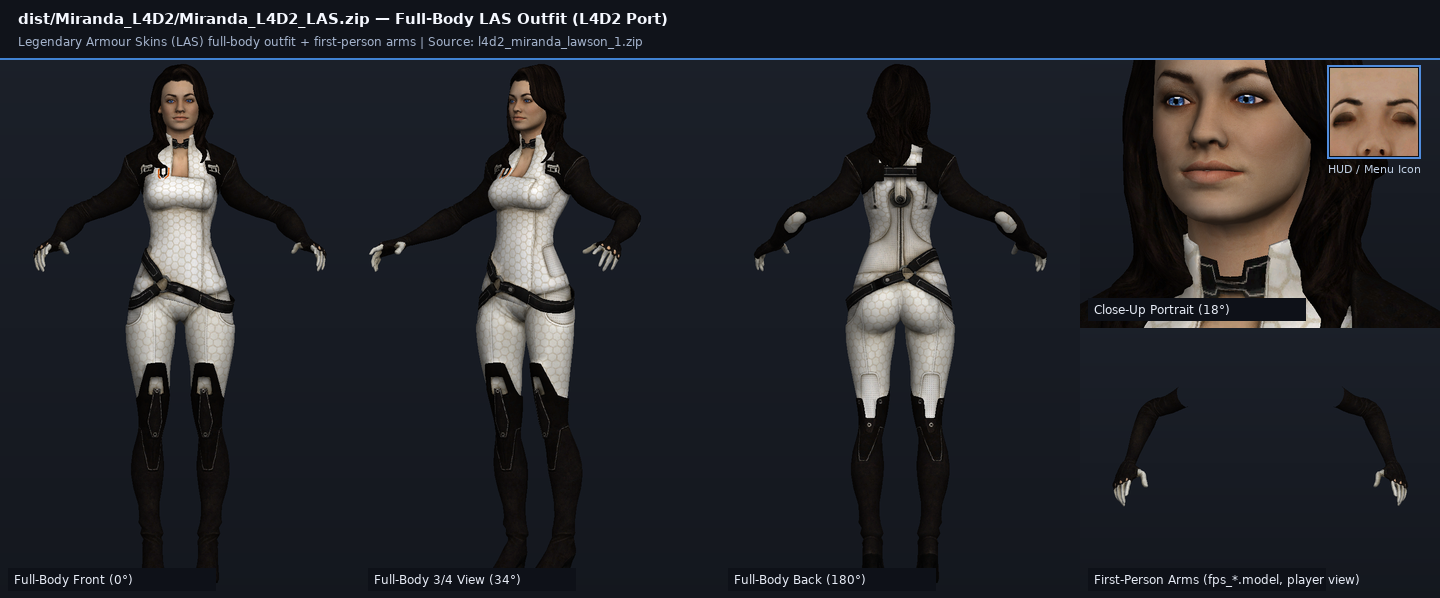 dist/Miranda_L4D2/Miranda_L4D2_LAS.zip — Full-Body LAS Outfit (L4D2 Port)
Legendary Armour Skins (LAS) full-body outfit + first-person arms | Source: l4d2_miranda_lawson_1.zip
HUD / Menu Icon
Close-Up Portrait (18°)
Full-Body Front (0°)
Full-Body 3/4 View (34°)
Full-Body Back (180°)
First-Person Arms (fps_*.model, player view)